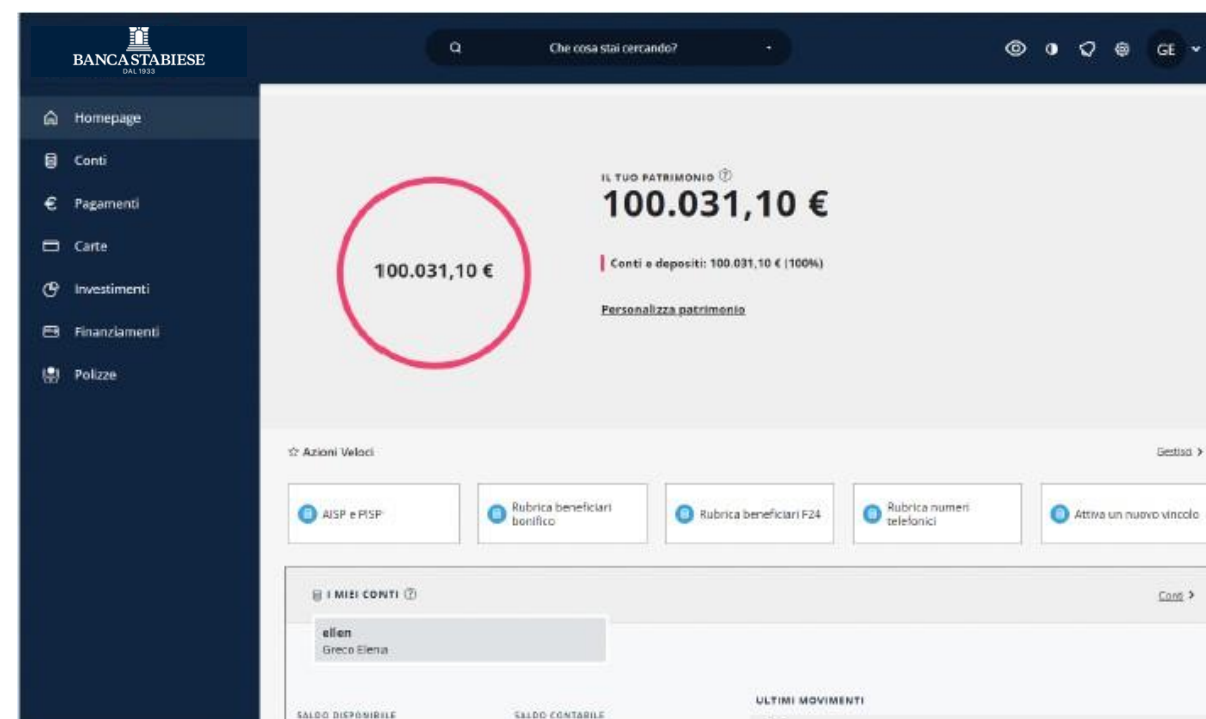 BANCASTABIESE
DAL 1933
Che cosa stai cercando?
GE
Homepage
Conti
Pagamenti
Carte
Investimenti
Finanziamenti
Polizze
IL TUO PATRIMONIO
100.031,10 €
100.031,10 €
Conti e depositi: 100.031,10 € (100%)
Personalizza patrimonio
Azioni Veloci
Gestisci >
AISP e PISP
Rubrica beneficiari
bonifico
Rubrica beneficiari F24
Rubrica numeri
telefonici
Attiva un nuovo vincolo
I MIEI CONTI
Conti >
ellen
Greco Elena
ULTIMI MOVIMENTI
SALDO DISPONIBILE
SALDO CONTABILE